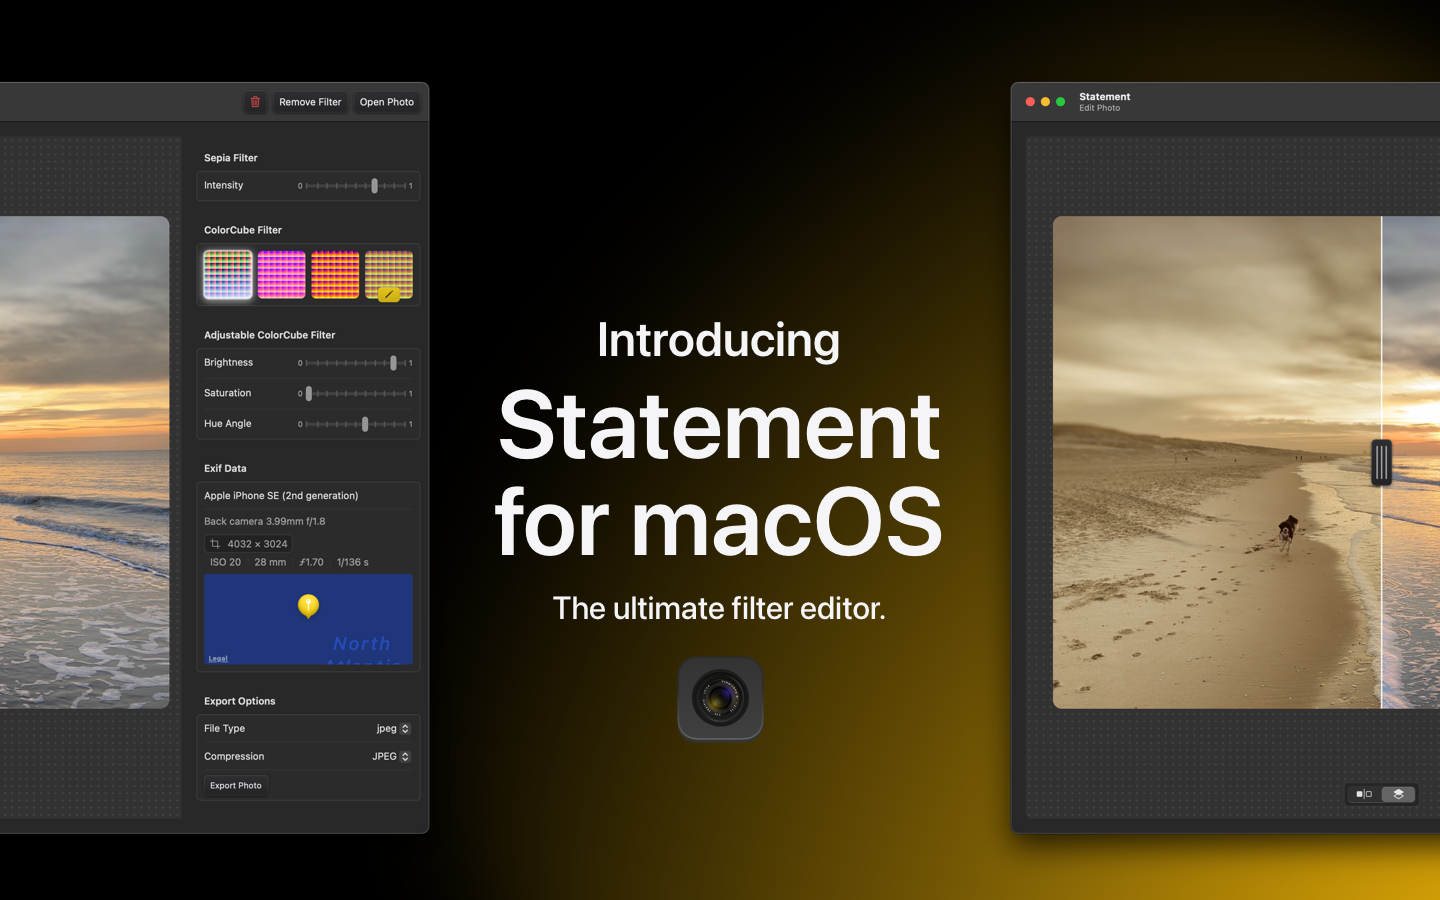 Remove Filter
Open Photo
Sepia Filter
Intensity 0 1
ColorCube Filter
Adjustable ColorCube Filter
Brightness 0 1
Saturation 0 1
Hue Angle 0 1
Exif Data
Apple iPhone SE (2nd generation)
Back camera 3.99mm f/1.8
4032 × 3024
ISO 20 28 mm ƒ1.70 1/136 s
North
Atlantic
Legal
Export Options
File Type jpeg
Compression JPEG
Export Photo
Introducing
Statement
for macOS
The ultimate filter editor.
Statement
Edit Photo